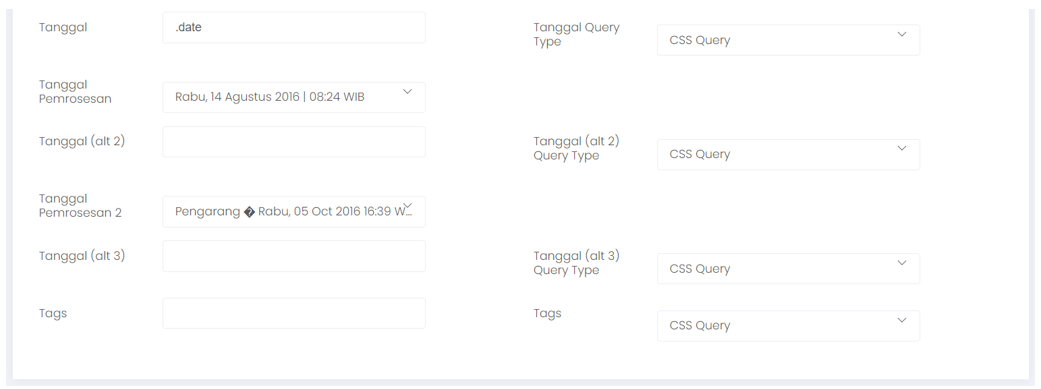 Tanggal
.date
Tanggal Query
Type
CSS Query
Tanggal
Pemrosesan
Rabu, 14 Agustus 2016 | 08:24 WIB
Tanggal (alt 2)
Tanggal (alt 2)
Query Type
CSS Query
Tanggal
Pemrosesan 2
Pengarang � Rabu, 05 Oct 2016 16:39 W...
Tanggal (alt 3)
Tanggal (alt 3)
Query Type
CSS Query
Tags
Tags
CSS Query